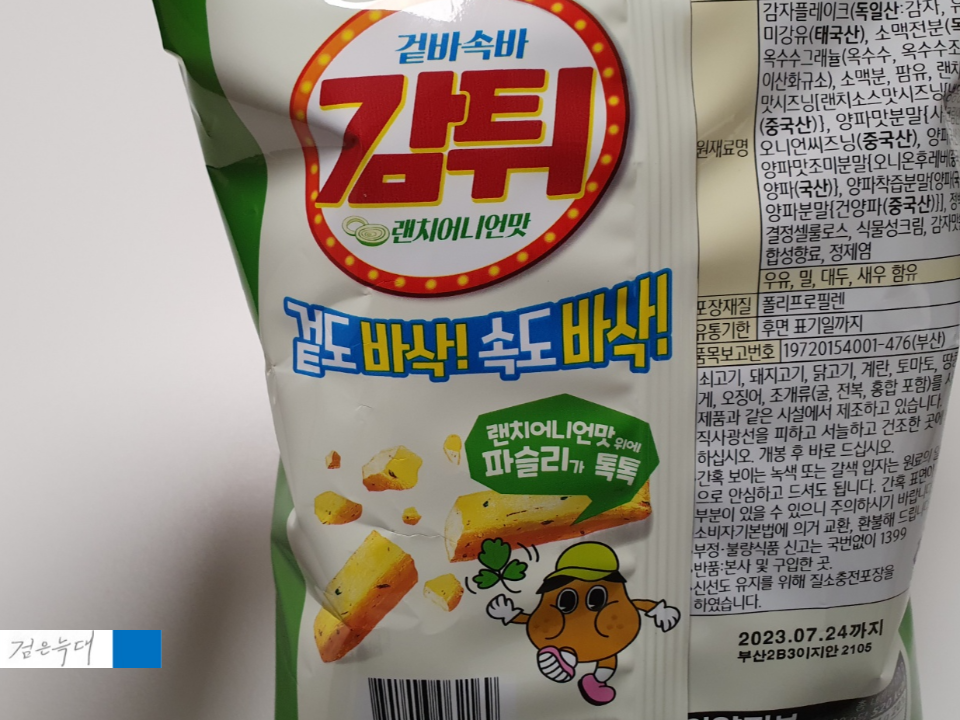 겉바속바
감튀
랜치어니언맛
겉도 바삭! 속도 바삭!
랜치어니언맛 위에
파슬리가 톡톡
검은늑대
원재료명
감자플레이크(독일산:감자,
미강유(태국산), 소맥전분(
옥수수그래뉼(옥수수, 옥수수
이산화규소), 소맥분, 팜유,
맛시즈닝[랜치소스맛시즈닝
(중국산)}, 양파맛분말{
오니언씨즈닝(중국산),
양파맛조미분말{오니온후레바
양파(국산)}, 양파착즙분말{양파
양파분말{건양파(중국산)}],
결정셀룰로스, 식물성크림,
합성향료, 정제염
우유, 밀, 대두, 새우 함유
포장재질 폴리프로필렌
유통기한 후면 표기일까지
품목보고번호 19720154001-476(부산)
쇠고기, 돼지고기, 닭고기, 계란, 토마토,
게, 오징어, 조개류(굴, 전복, 홍합 포함)를
제품과 같은 시설에서 제조하고 있습니다.
직사광선을 피하고 서늘하고 건조한 곳에
하십시오. 개봉 후 바로 드십시오.
간혹 보이는 녹색 또는 갈색 입자는 원료의
으로 안심하고 드셔도 됩니다. 간혹 표면이
부분이 있을 수 있으니 주의하시기 바랍니다
소비자기본법에 의거 교환, 환불해 드립니다
부정·불량식품 신고는 국번없이 1399
반품:본사 및 구입한 곳.
신선도 유지를 위해 질소충전포장을
하였습니다.
2023.07.24까지
부산2B3이지안 2105